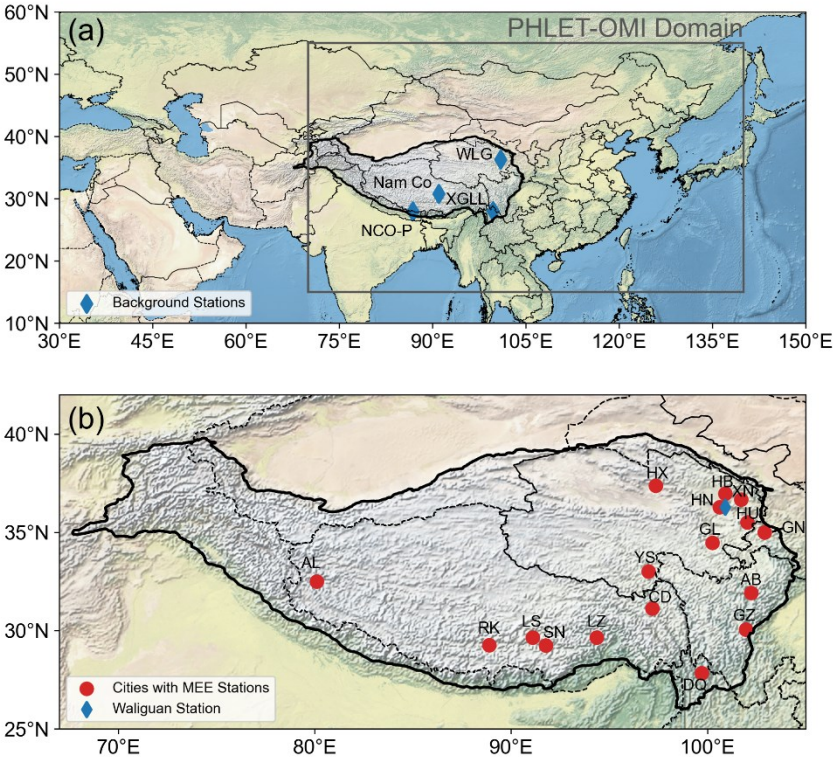 60°N
(a)
PHLET-OMI Domain
50°N
40°N
WLG
Nam Co
XGLL
30°N
NCO-P
20°N
Background Stations
10°N
30°E 45°E 60°E 75°E 90°E 105°E 120°E 135°E 150°E
(b)
40°N
HX
HB
XN
HN
HU
GN
35°N
GL
YS
AL
AB
CD
GZ
RK LS SN LZ
30°N
DQ
Cities with MEE Stations
Waliguan Station
25°N
70°E 80°E 90°E 100°E